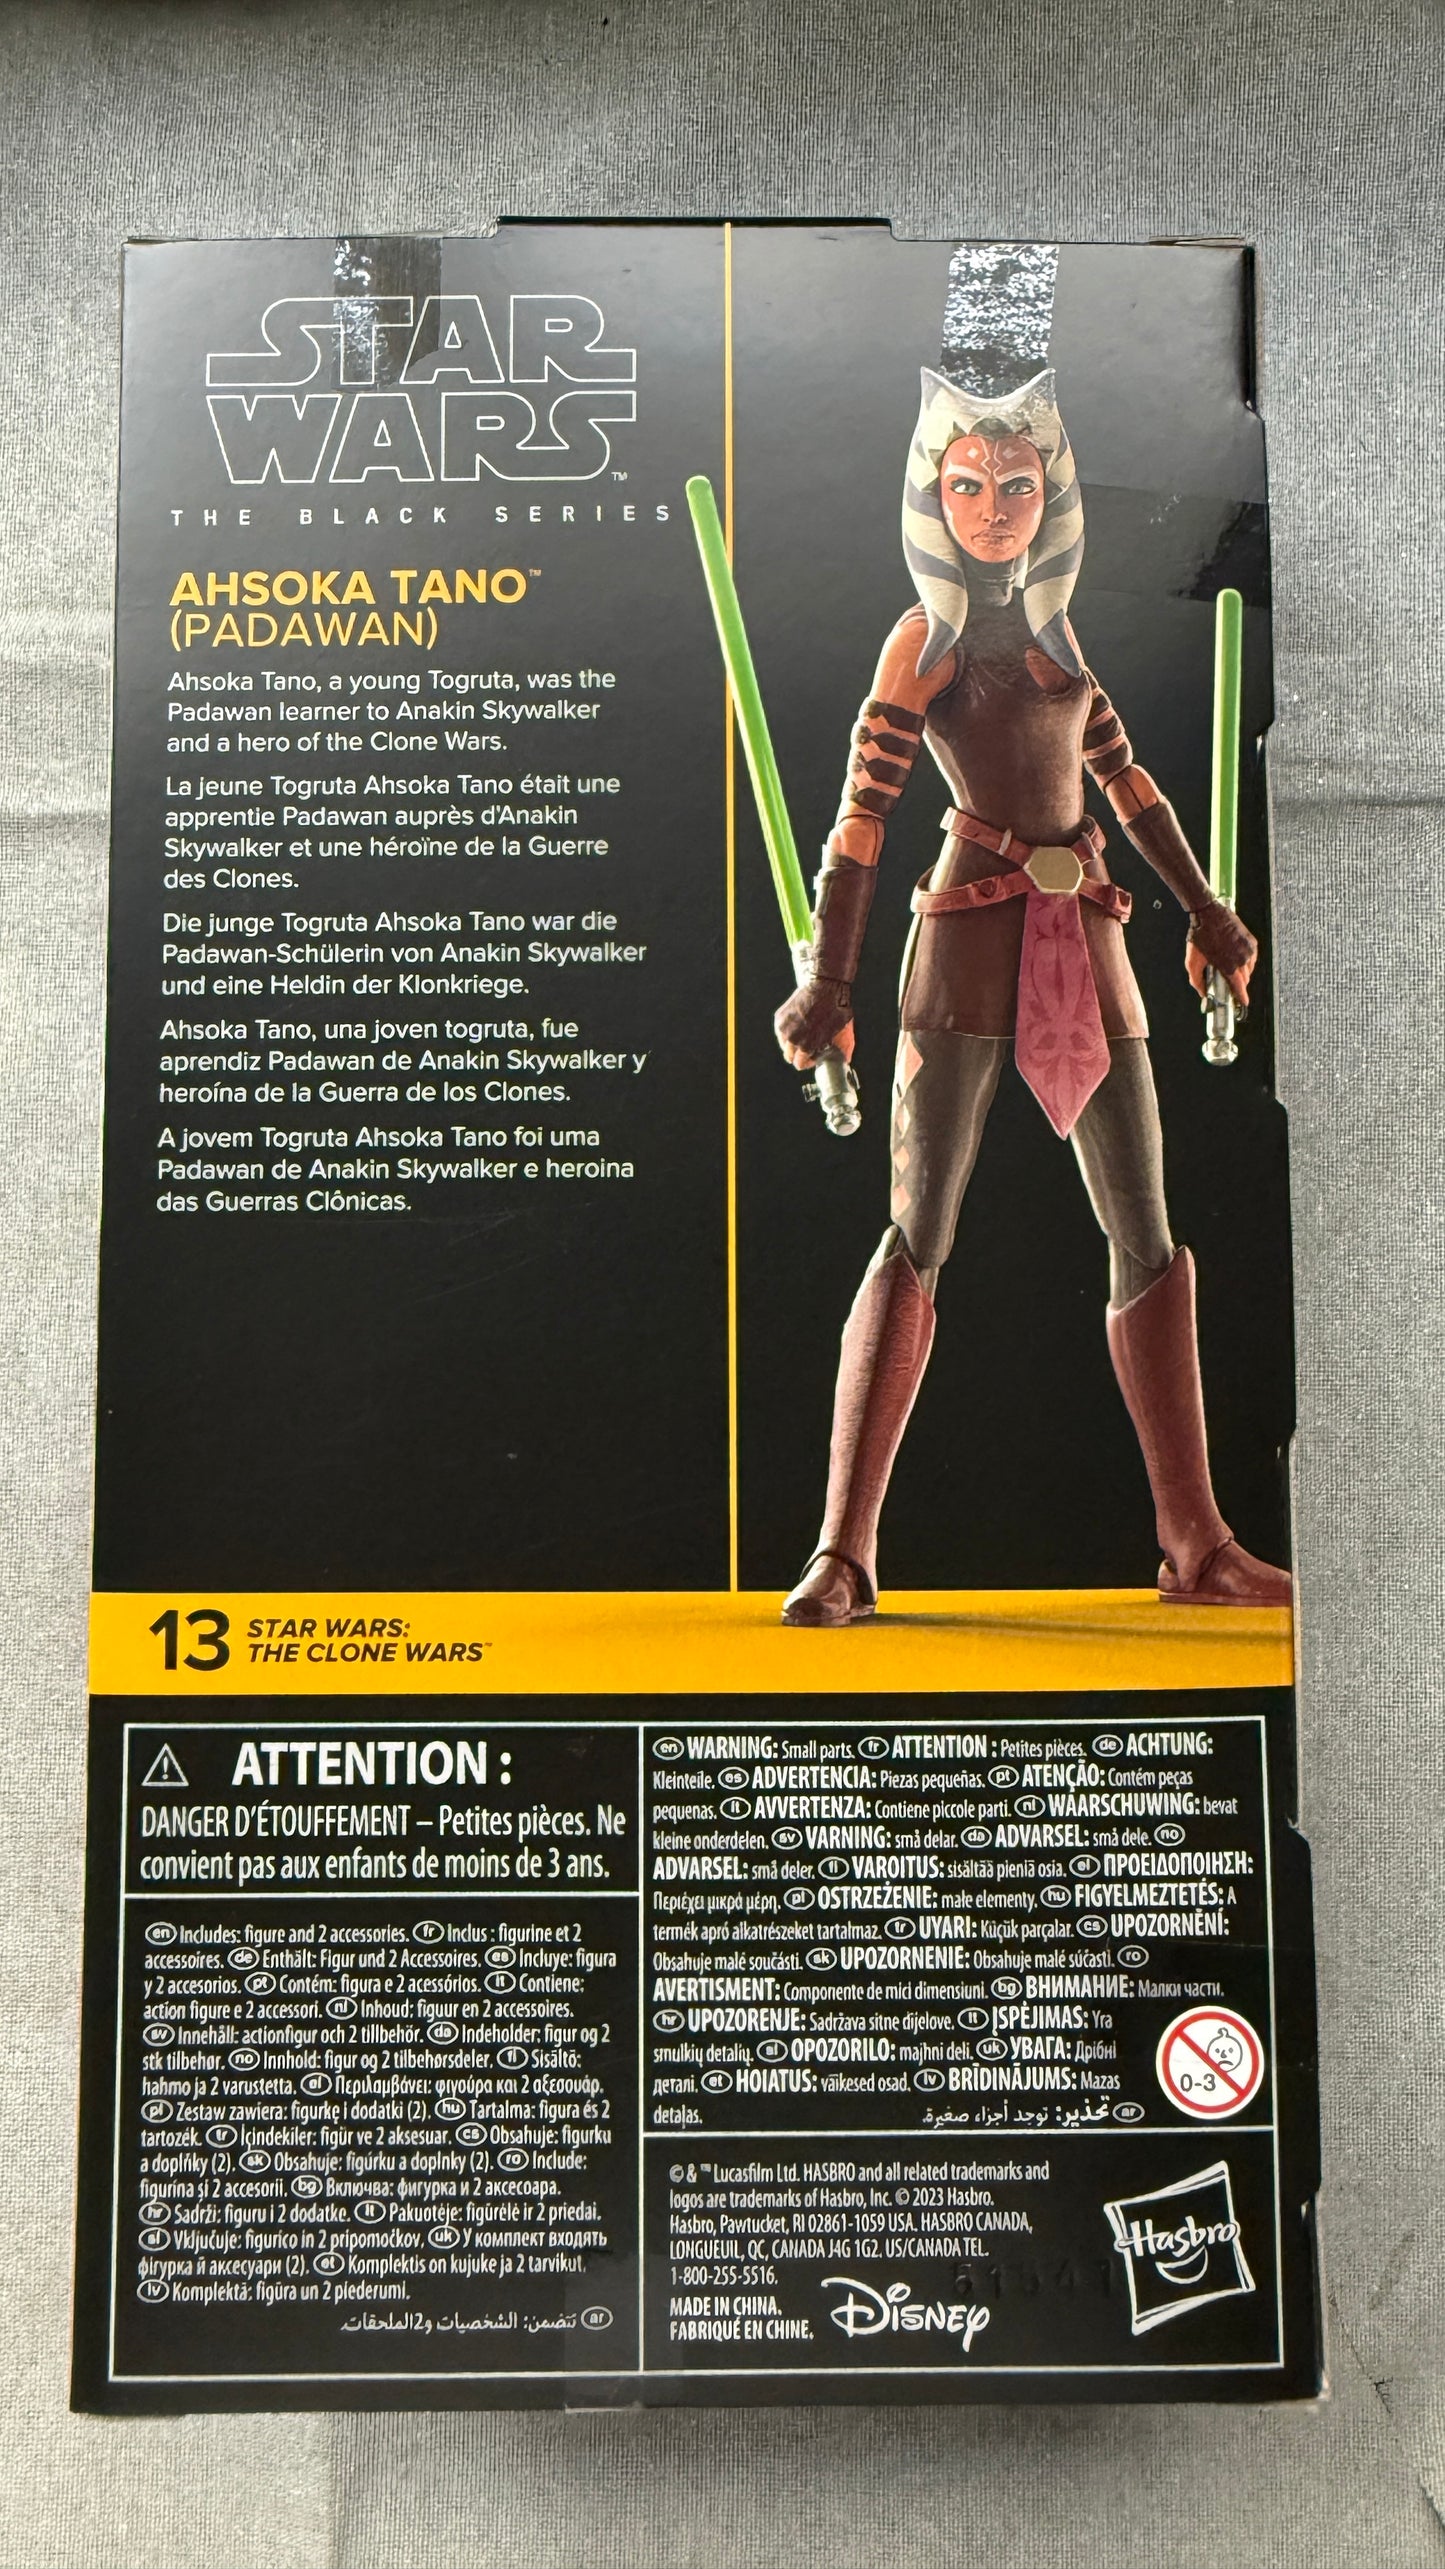 STAR
WARS™
THE BLACK SERIES
AHSOKA TANO™
(PADAWAN)
Ahsoka Tano, a young Togruta, was the
Padawan learner to Anakin Skywalker
and a hero of the Clone Wars.
La jeune Togruta Ahsoka Tano était une
apprentie Padawan auprès d'Anakin
Skywalker et une héroïne de la Guerre
des Clones.
Die junge Togruta Ahsoka Tano war die
Padawan-Schülerin von Anakin Skywalker
und eine Heldin der Klonkriege.
Ahsoka Tano, una joven togruta, fue
aprendiz Padawan de Anakin Skywalker y
heroína de la Guerra de los Clones.
A jovem Togruta Ahsoka Tano foi uma
Padawan de Anakin Skywalker e heroina
das Guerras Clônicas.
13 STAR WARS:
THE CLONE WARS™
ATTENTION :
DANGER D'ÉTOUFFEMENT – Petites pièces. Ne
convient pas aux enfants de moins de 3 ans.
en Includes: figure and 2 accessories. fr Inclus : figurine et 2
accessoires. de Enthält: Figur und 2 Accessoires. es Incluye: figura
y 2 accesorios. pt Contém: figura e 2 acessórios. it Contiene:
action figure e 2 accessori. nl Inhoud: figuur en 2 accessoires.
sv Innehåll: actionfigur och 2 tillbehör. da Indeholder: figur og 2
stk tilbehør. no Innhold: figur og 2 tilbehørsdeler. fi Sisältö:
hahmo ja 2 varustetta. el Περιλαμβάνει: φιγούρα και 2 αξεσουάρ.
pl Zestaw zawiera: figurkę i dodatki (2). hu Tartalma: figura és 2
tartozék. tr İçindekiler: figür ve 2 aksesuar. cs Obsahuje: figurku
a doplňky (2). sk Obsahuje: figúrku a doplnky (2). ro Include:
figurina și 2 accesorii. bg Включва: фигурка и 2 аксесоара.
hr Sadrži: figuru i 2 dodatke. lt Pakuotėje: figūrėlė ir 2 priedai.
sl Vključuje: figurico in 2 pripomočkov. uk У комплект входять
фігурка й аксесуари (2). et Komplektis on kujuke ja 2 tarvikut.
lv Komplektā: figūra un 2 piederumi.
ar تتضمن: الشخصيات و2الملحقات.
en WARNING: Small parts. fr ATTENTION : Petites pièces. de ACHTUNG:
Kleinteile. es ADVERTENCIA: Piezas pequeñas. pt ATENÇÃO: Contém peças
pequenas. it AVVERTENZA: Contiene piccole parti. nl WAARSCHUWING: bevat
kleine onderdelen. sv VARNING: små delar. da ADVARSEL: små dele. no
ADVARSEL: små deler. fi VAROITUS: sisältää pieniä osia. el ΠΡΟΕΙΔΟΠΟΙΗΣΗ:
Περιέχει μικρά μέρη. pl OSTRZEŻENIE: małe elementy. hu FIGYELMEZTETÉS: A
termék apró alkatrészeket tartalmaz. tr UYARI: Küçük parçalar. cs UPOZORNĚNÍ:
Obsahuje malé součásti. sk UPOZORNENIE: Obsahuje malé súčasti. ro
AVERTISMENT: Componente de mici dimensiuni. bg ВНИМАНИЕ: Малки части.
hr UPOZORENJE: Sadržava sitne dijelove. lt ĮSPĖJIMAS: Yra
smulkių detalių. sl OPOZORILO: majhni deli. uk УВАГА: Дрібні
деталі. et HOIATUS: väikesed osad. lv BRĪDINĀJUMS: Mazas
detaļas.
ar تحذير: توجد أجزاء صغيرة.
0-3
© & ™ Lucasfilm Ltd. HASBRO and all related trademarks and
logos are trademarks of Hasbro, Inc. © 2023 Hasbro.
Hasbro, Pawtucket, RI 02861-1059 USA. HASBRO CANADA,
LONGUEUIL, QC, CANADA J4G 1G2. US/CANADA TEL.
1-800-255-5516.
MADE IN CHINA.
FABRIQUÉ EN CHINE.
Disney
Hasbro